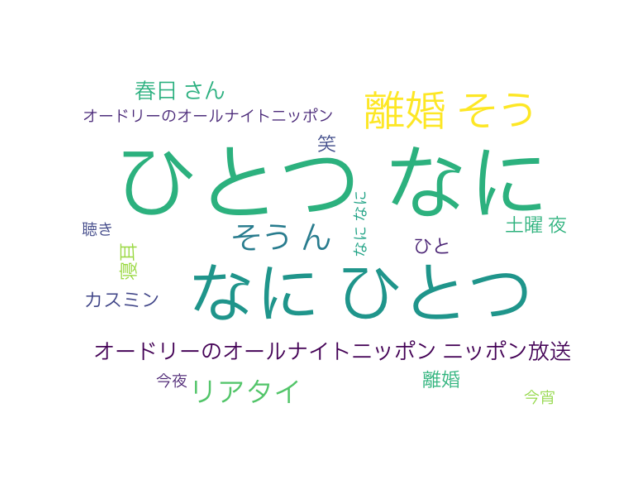 春日 さん
離婚 そう
オードリーのオールナイトニッポン
笑
ひとつ なに
なに なに
土曜 夜
聴き
そう ん
ひと
寝耳
なに ひとつ
カスミン
オードリーのオールナイトニッポン ニッポン放送
今夜
リアタイ
離婚
今宵